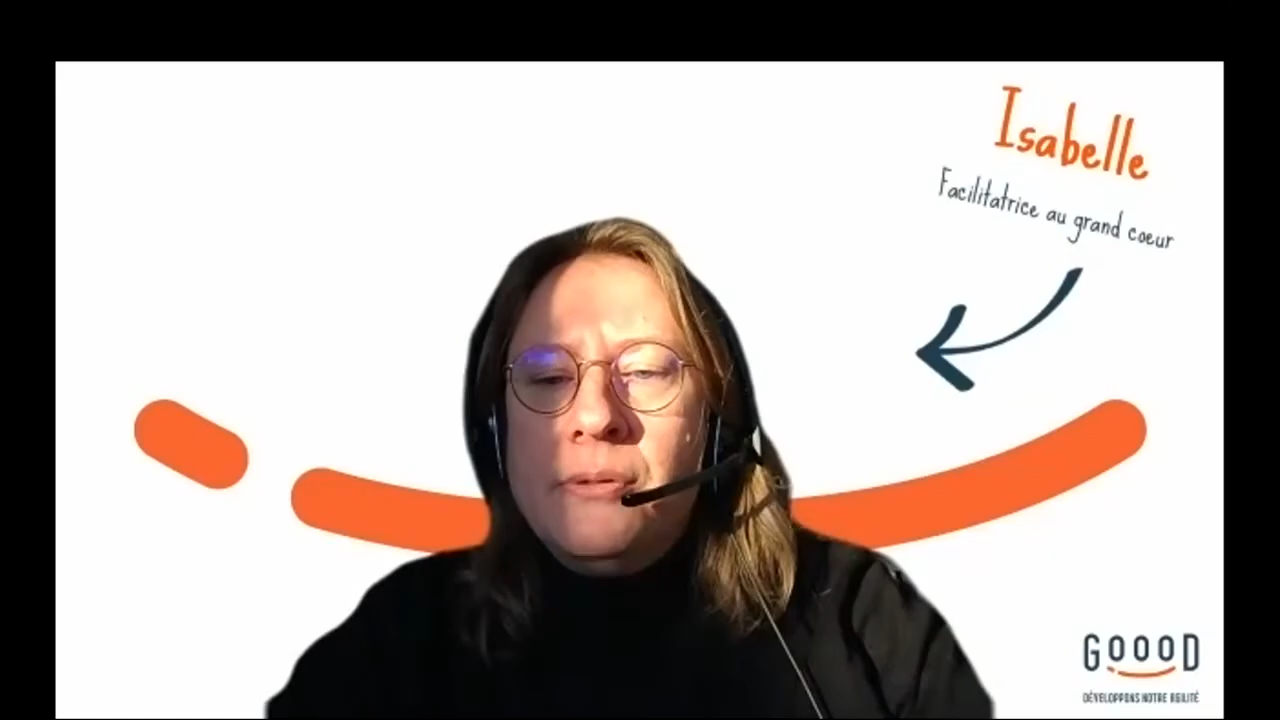 Isabelle
Facilitatrice au grand coeur
GOOOD
DÉVELOPPONS NOTRE AGILITÉ